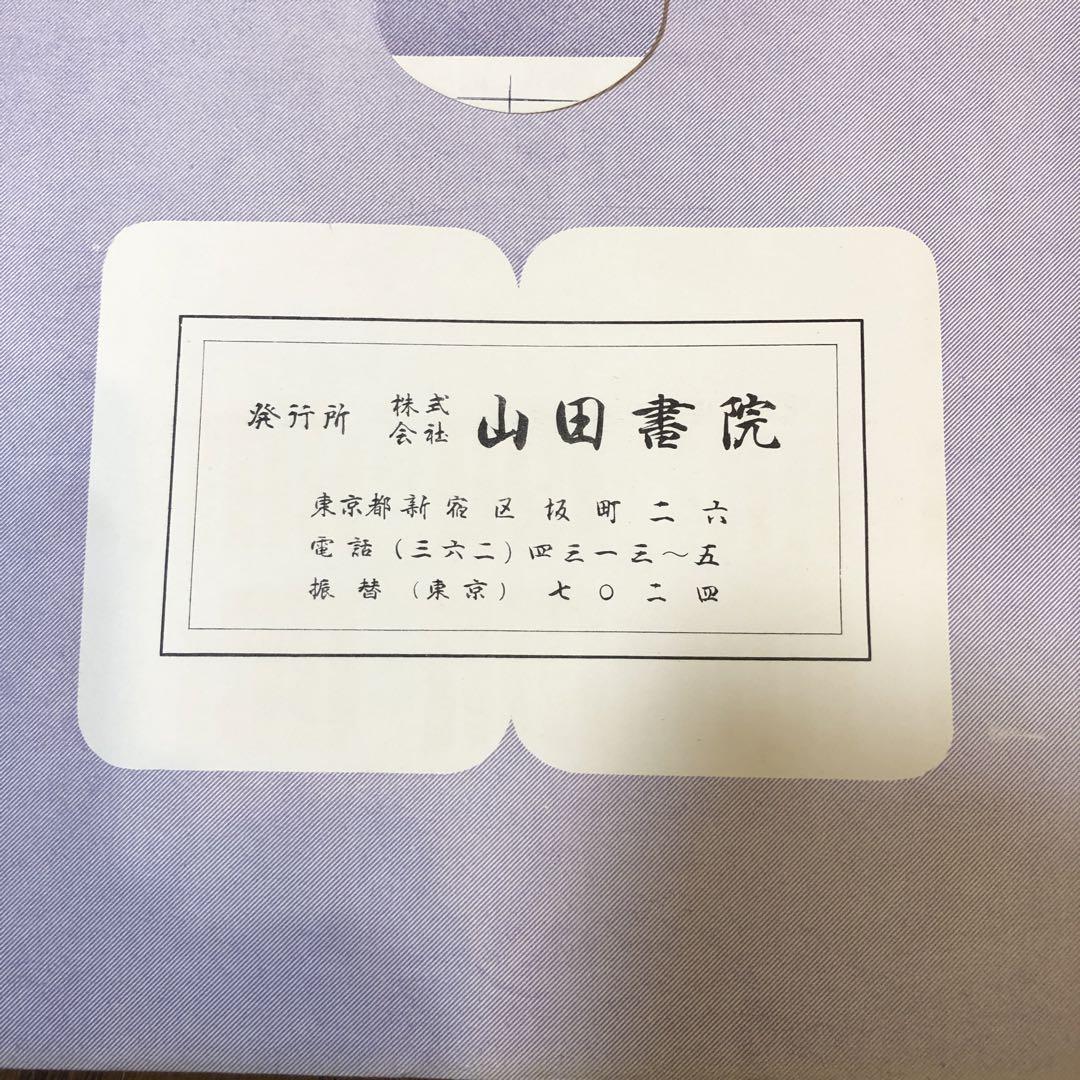 発行所 株式会社 山田書院
東京都新宿区坂町二六
電話(三六二)四三一三～五
振替(東京)七〇二四